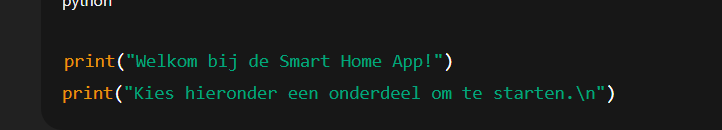 python
print("Welkom bij de Smart Home App!")
print("Kies hieronder een onderdeel om te starten.\n")